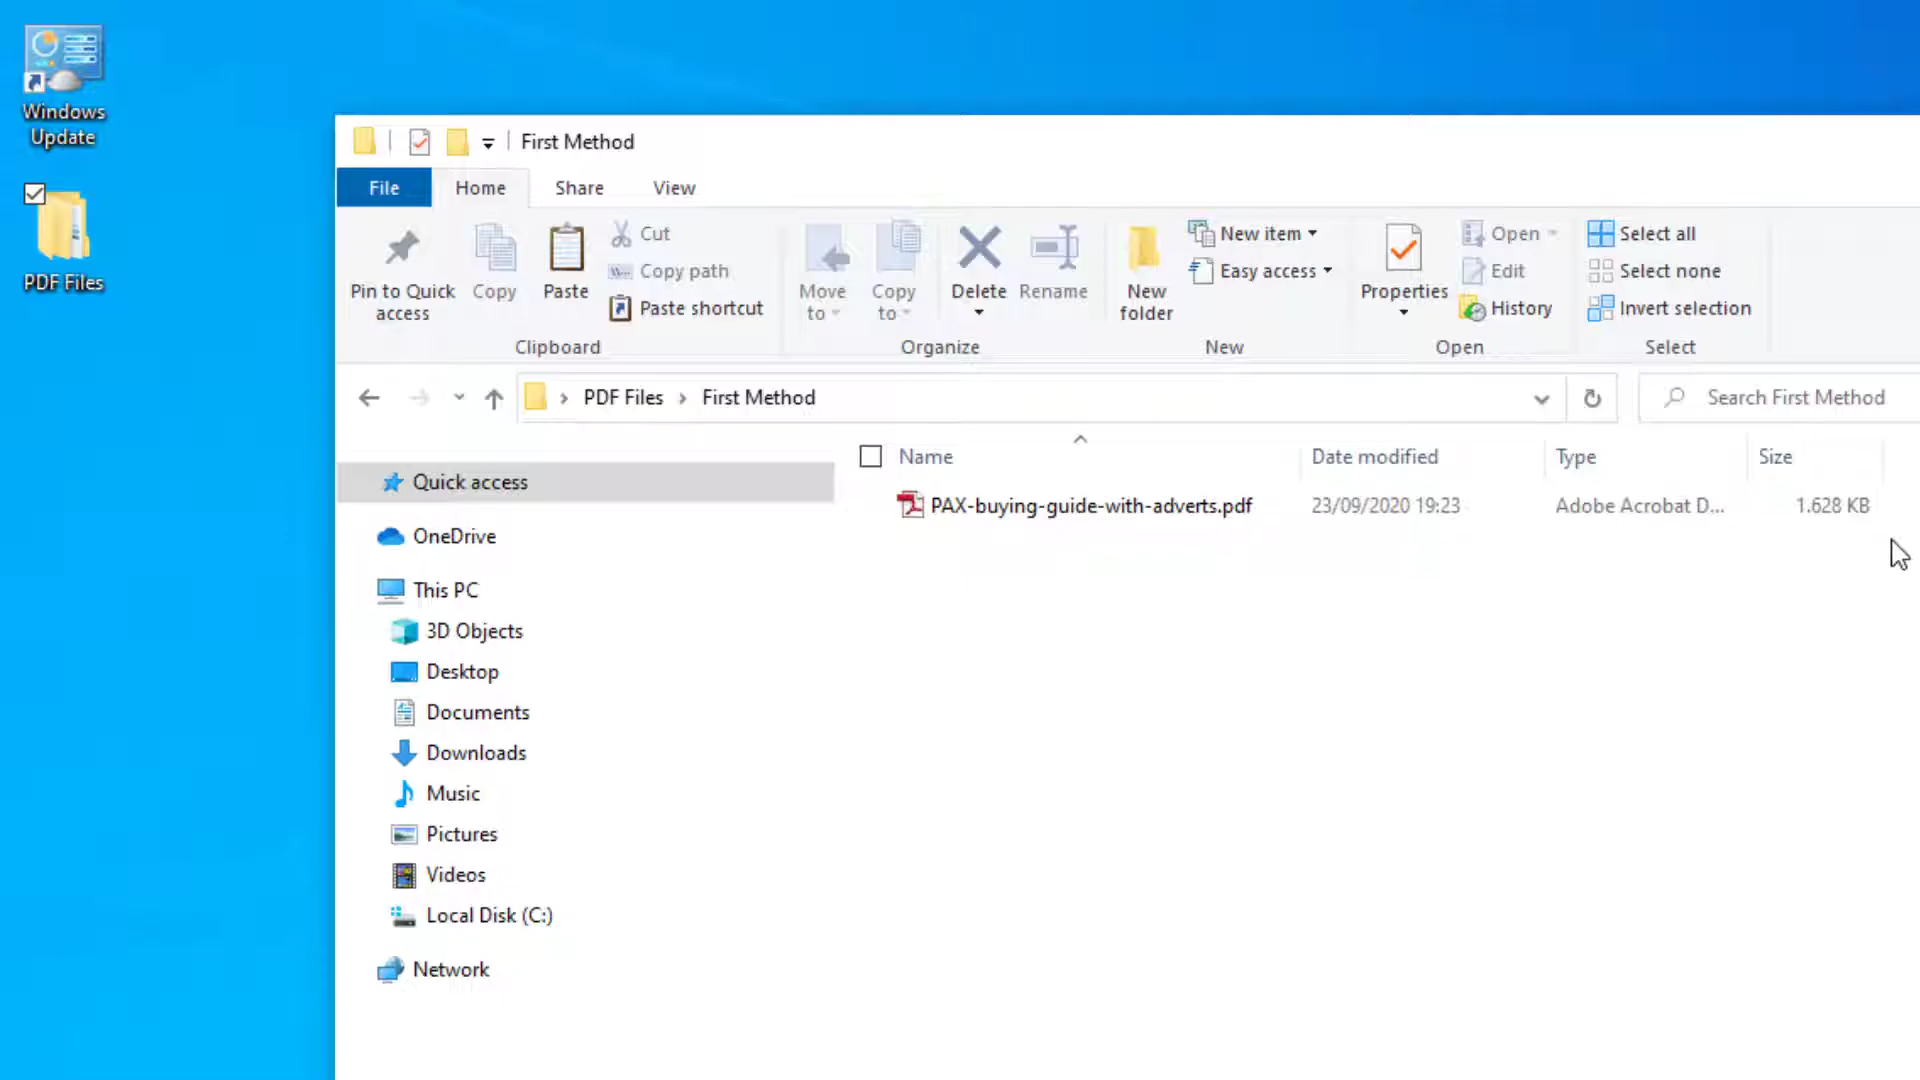 Windows
Update
PDF Files
First Method
File Home Share View
Pin to Quick
access
Copy
Paste
Cut
Copy path
Paste shortcut
Clipboard
Move
to
Copy
to
Delete
Rename
Organize
New
folder
New item
Easy access
New
Properties
Open
Edit
History
Open
Select all
Select none
Invert selection
Select
PDF Files First Method
Search First Method
Name Date modified Type Size
PAX-buying-guide-with-adverts.pdf 23/09/2020 19:23 Adobe Acrobat D... 1.628 KB
Quick access
OneDrive
This PC
3D Objects
Desktop
Documents
Downloads
Music
Pictures
Videos
Local Disk (C:)
Network